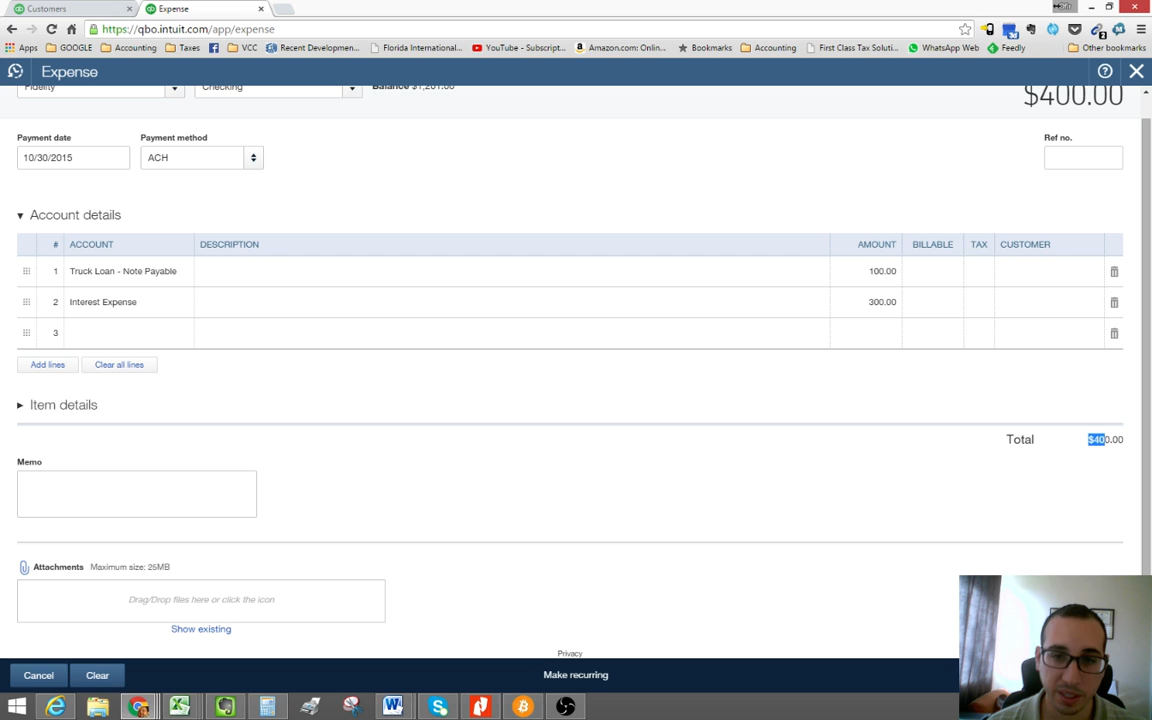 Customers
Expense
https://qbo.intuit.com/app/expense
Apps
GOOGLE
Accounting
Taxes
VCC
Recent Developmen...
Florida International...
YouTube - Subscript...
Amazon.com: Onlin...
Bookmarks
Accounting
First Class Tax Soluti...
WhatsApp Web
Feedly
Other bookmarks
Expense
Fidelity
Checking
Balance $1,201.00
$400.00
Payment date
Payment method
Ref no.
10/30/2015
ACH
Account details
# ACCOUNT DESCRIPTION AMOUNT BILLABLE TAX CUSTOMER
1 Truck Loan - Note Payable 100.00
2 Interest Expense 300.00
3
Add lines
Clear all lines
Item details
Total $400.00
Memo
Attachments Maximum size: 25MB
Drag/Drop files here or click the icon
Show existing
Privacy
Cancel
Clear
Make recurring